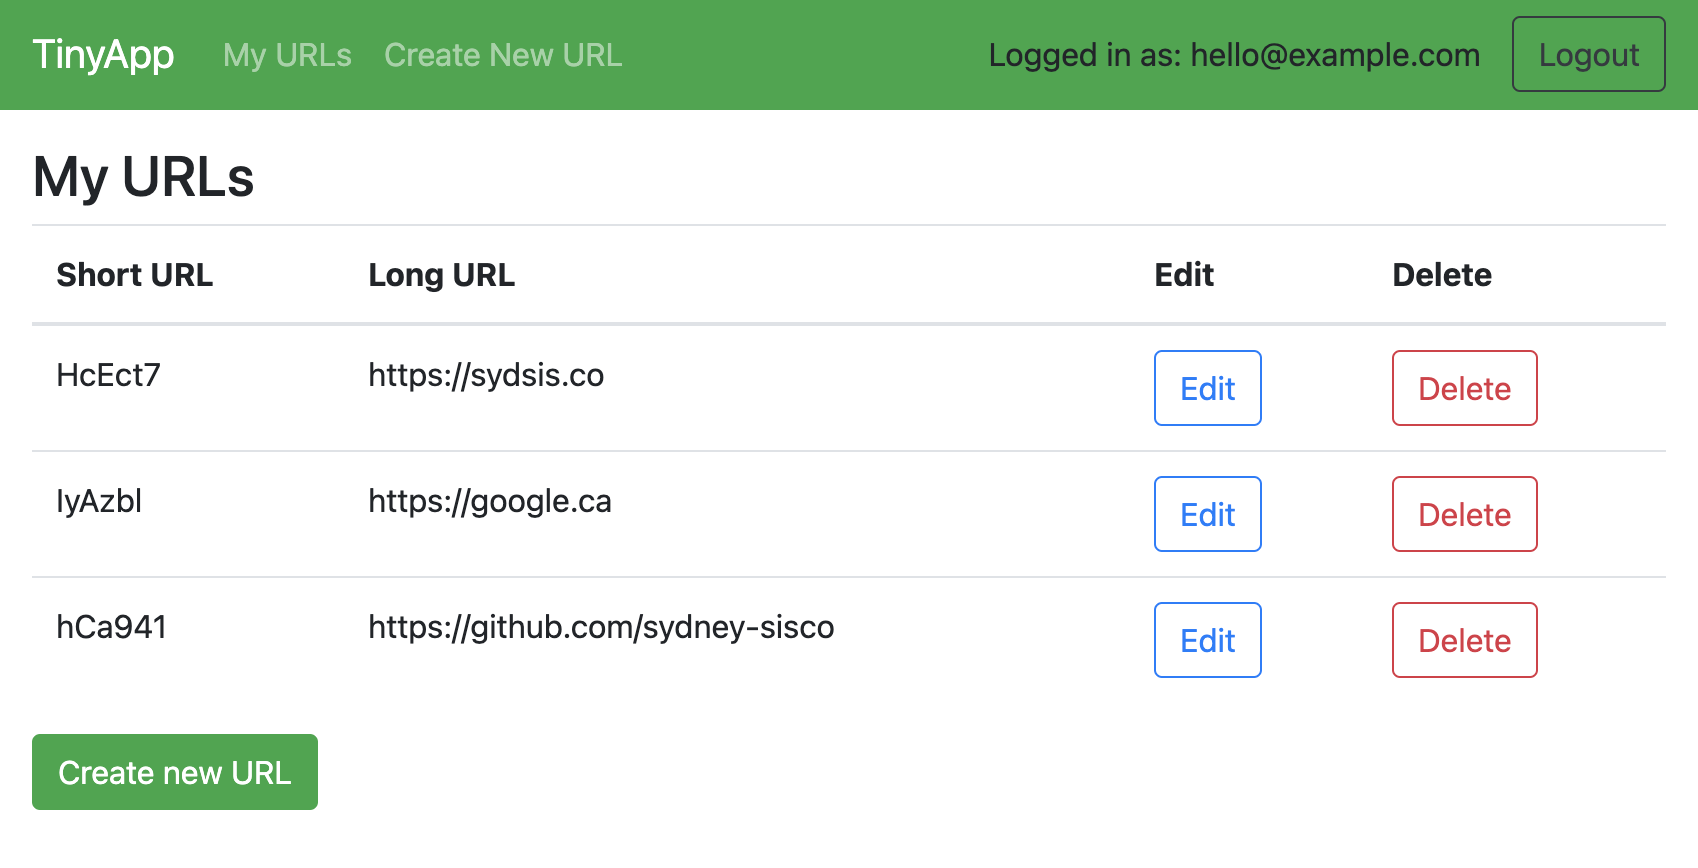 TinyApp My URLs Create New URL Logged in as: hello@example.com Logout
My URLs
Short URL Long URL Edit Delete
HcEct7 https://sydsis.co Edit Delete
IyAzbl https://google.ca Edit Delete
hCa941 https://github.com/sydney-sisco Edit Delete
Create new URL